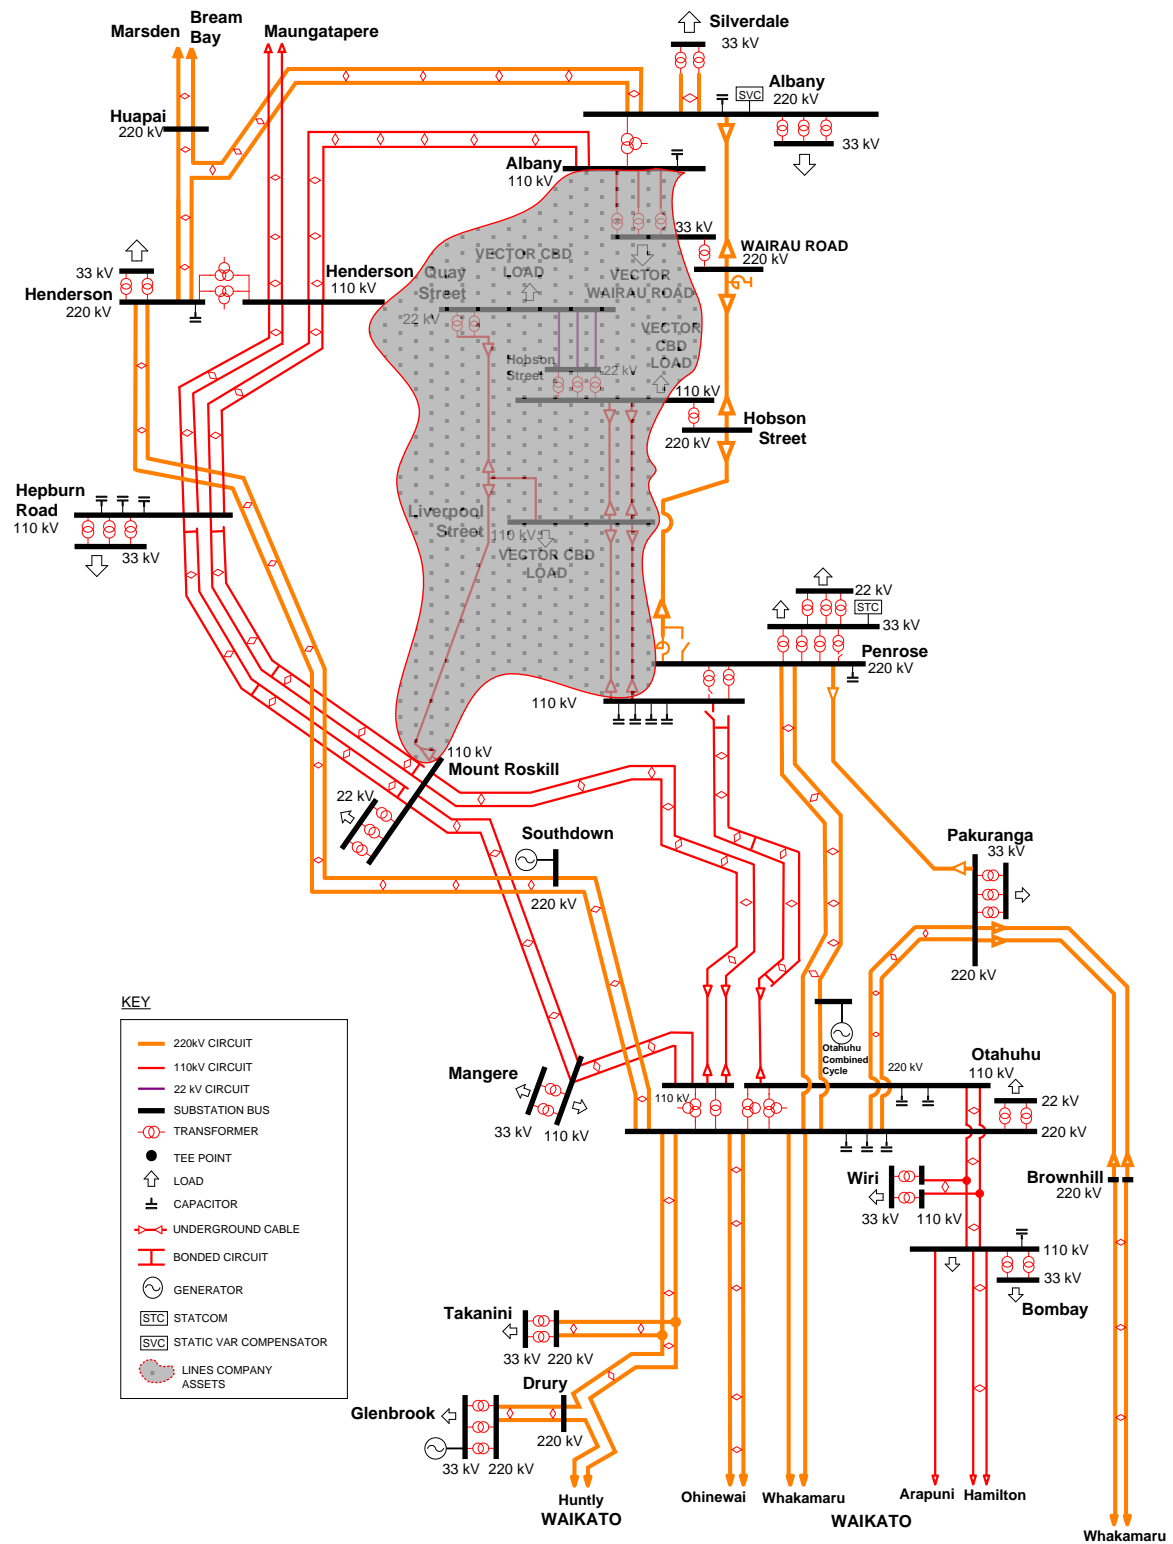 Marsden
Bream
Bay
Maungatapere
Silverdale
33 kV
Albany
220 kV
SVC
33 kV
Huapai
220 kV
Albany
110 kV
33 kV
WAIRAU ROAD
220 kV
VECTOR CBD
LOAD
VECTOR
WAIRAU ROAD
33 kV
Henderson
220 kV
Henderson
110 kV
Quay
Street
22 kV
VECTOR
CBD
LOAD
Hobson
Street
22 kV
110 kV
Hobson
Street
220 kV
Hepburn
Road
110 kV
33 kV
Liverpool
Street
110 kV
VECTOR CBD
LOAD
22 kV
STC
33 kV
Penrose
220 kV
110 kV
110 kV
Mount Roskill
22 kV
Southdown
220 kV
Pakuranga
33 kV
220 kV
KEY
220kV CIRCUIT
110kV CIRCUIT
22 kV CIRCUIT
SUBSTATION BUS
TRANSFORMER
TEE POINT
LOAD
CAPACITOR
UNDERGROUND CABLE
BONDED CIRCUIT
GENERATOR
STC STATCOM
SVC STATIC VAR COMPENSATOR
LINES COMPANY
ASSETS
Otahuhu
Combined
Cycle
220 kV
Otahuhu
110 kV
22 kV
220 kV
Mangere
33 kV
110 kV
110 kV
Wiri
33 kV
110 kV
Brownhill
220 kV
110 kV
33 kV
Bombay
Takanini
33 kV
220 kV
Drury
220 kV
Glenbrook
33 kV
220 kV
Huntly
WAIKATO
Ohinewai
Whakamaru
Arapuni
Hamilton
WAIKATO
Whakamaru